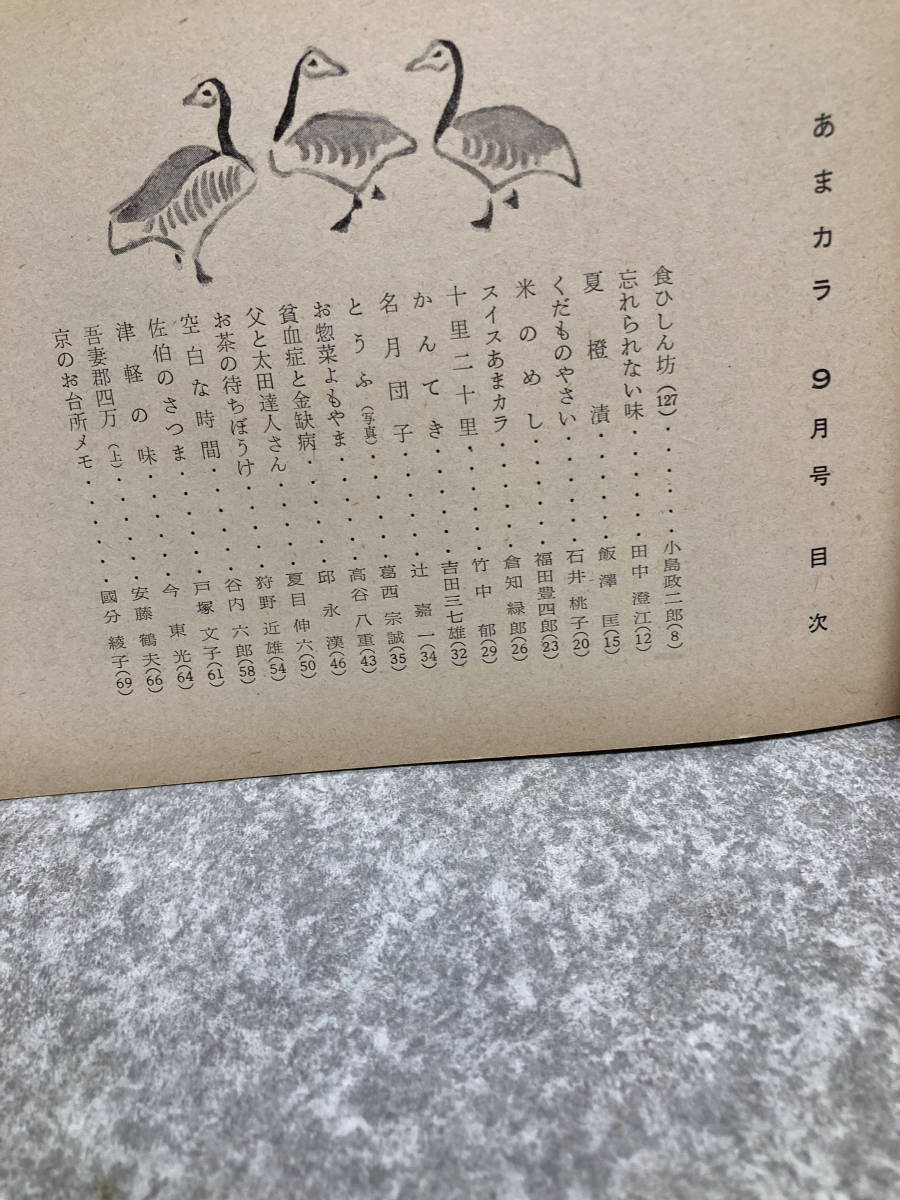 あまカラ 9月号 目次
食ひしん坊(127)・・・・・小島政二郎(8)
忘れられない味・・・・・田中澄江(12)
夏橙漬・・・・・飯澤匡(15)
くだものやさい・・・・・石井桃子(20)
米のめし・・・・・福田豊四郎(23)
スイスあまカラ・・・・・倉知緑郎(26)
十里二十里・・・・・竹中郁(29)
かんてき・・・・・吉田三七雄(32)
名月団子・・・・・辻嘉一(34)
とうふ(写真)・・・・・葛西宗誠(35)
お惣菜よもやま・・・・・高谷八重(43)
貧血症と金缺病・・・・・邱永漢(46)
父と太田達人さん・・・・・夏目伸六(50)
お茶の待ちぼうけ・・・・・狩野近雄(54)
空白な時間・・・・・谷内六郎(58)
佐伯のさつま・・・・・戸塚文子(61)
津軽の味・・・・・今東光(64)
吾妻郡四万(上)・・・・・安藤鶴夫(66)
京のお台所メモ・・・・・國分綾子(69)